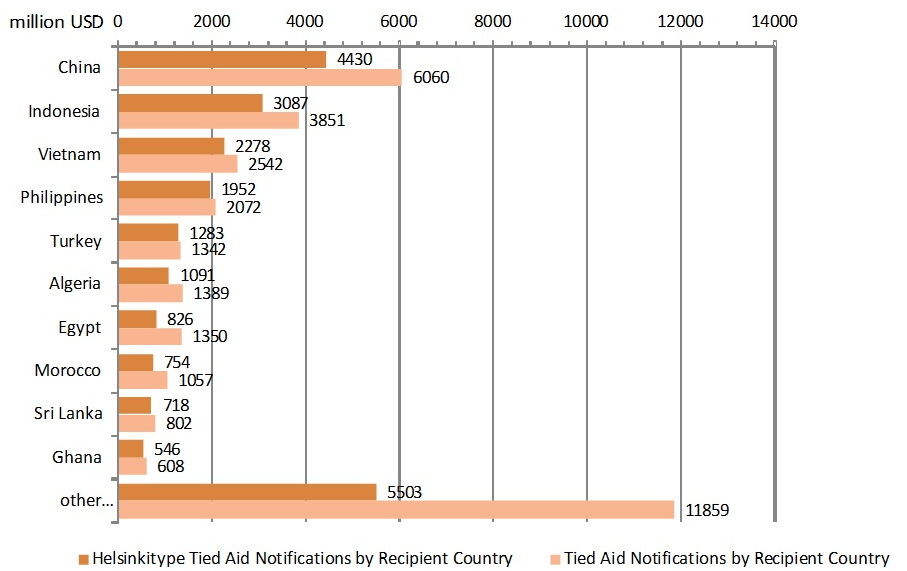 million USD 0 2000 4000 6000 8000 10000 12000 14000
China 4430
6060
Indonesia 3087
3851
Vietnam 2278
2542
Philippines 1952
2072
Turkey 1283
1342
Algeria 1091
1389
Egypt 826
1350
Morocco 754
1057
Sri Lanka 718
802
Ghana 546
608
other... 5503
11859
Helsinkitype Tied Aid Notifications by Recipient Country Tied Aid Notifications by Recipient Country